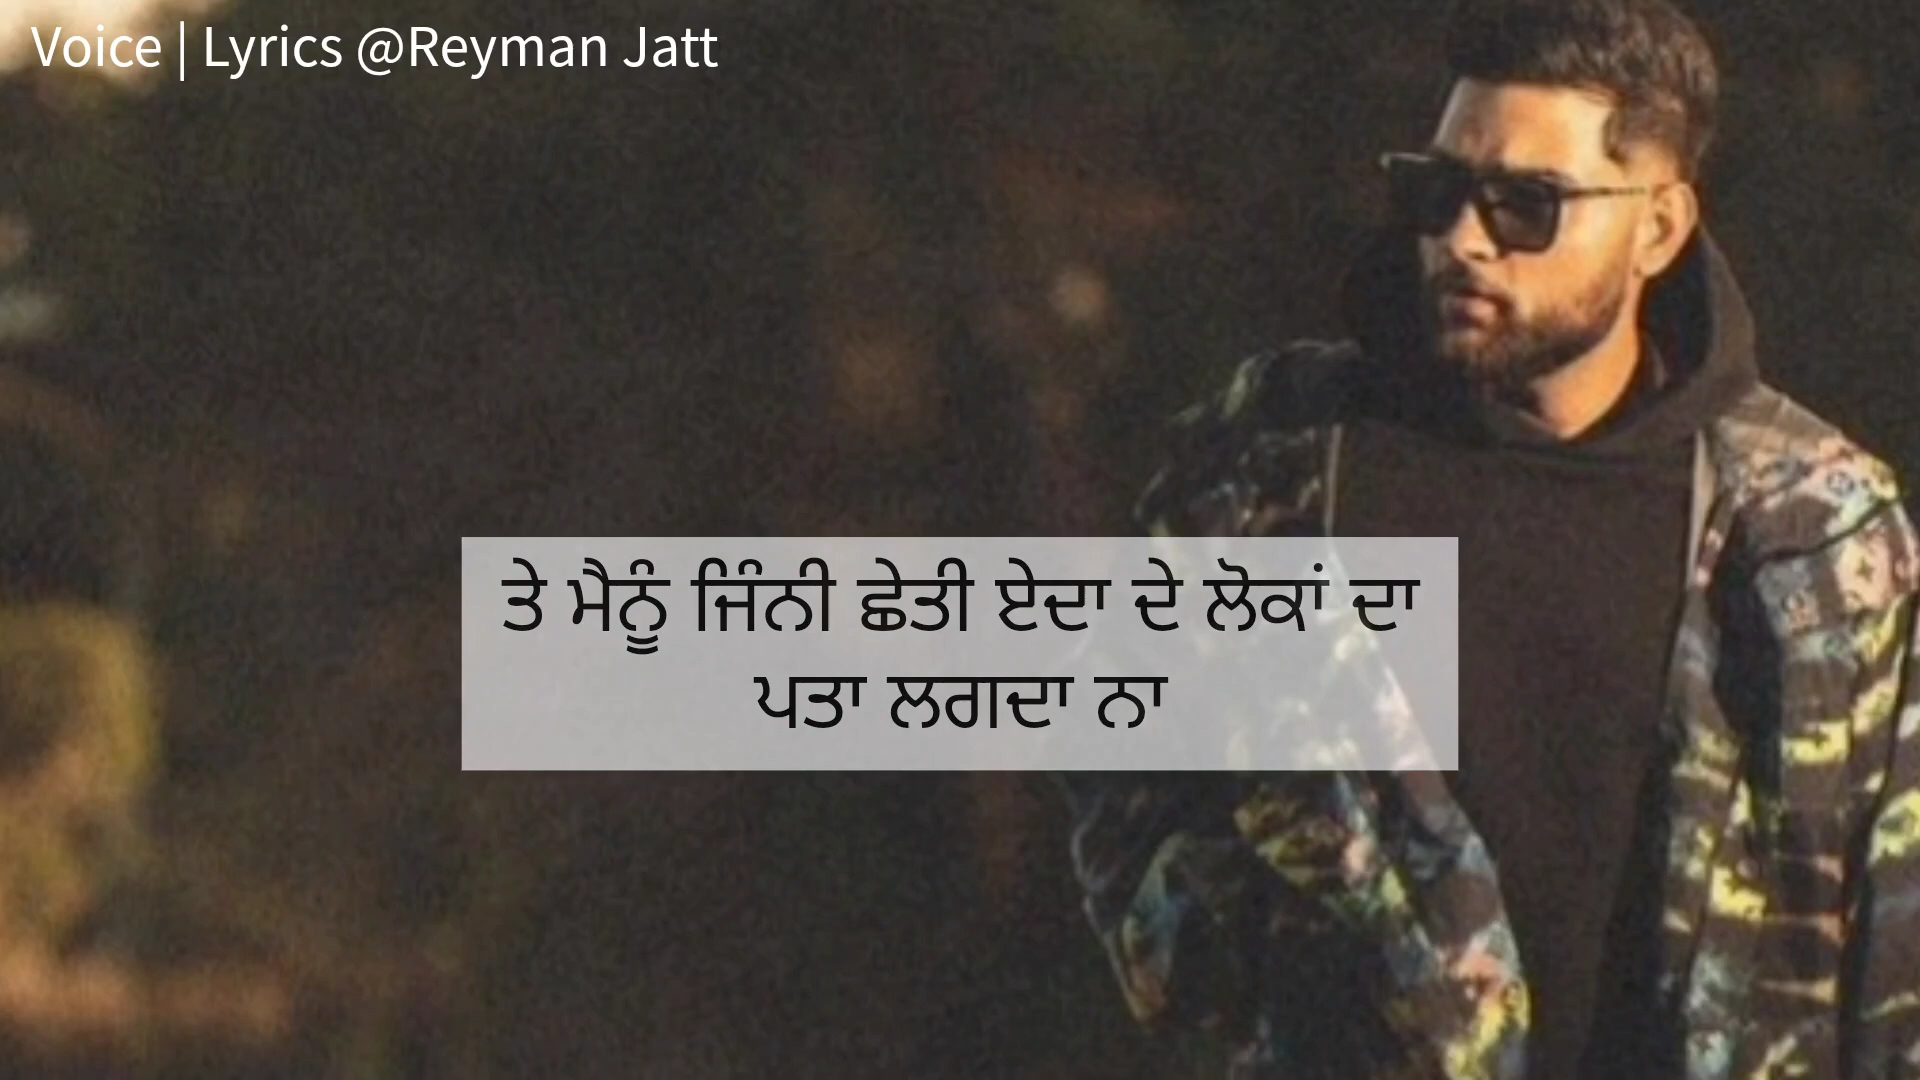 Voice | Lyrics @Reyman Jatt
ਤੇ ਮੈਨੂੰ ਜਿੰਨੀ ਛੇਤੀ ਏਦਾ ਦੇ ਲੋਕਾਂ ਦਾ
ਪਤਾ ਲਗਦਾ ਨਾ